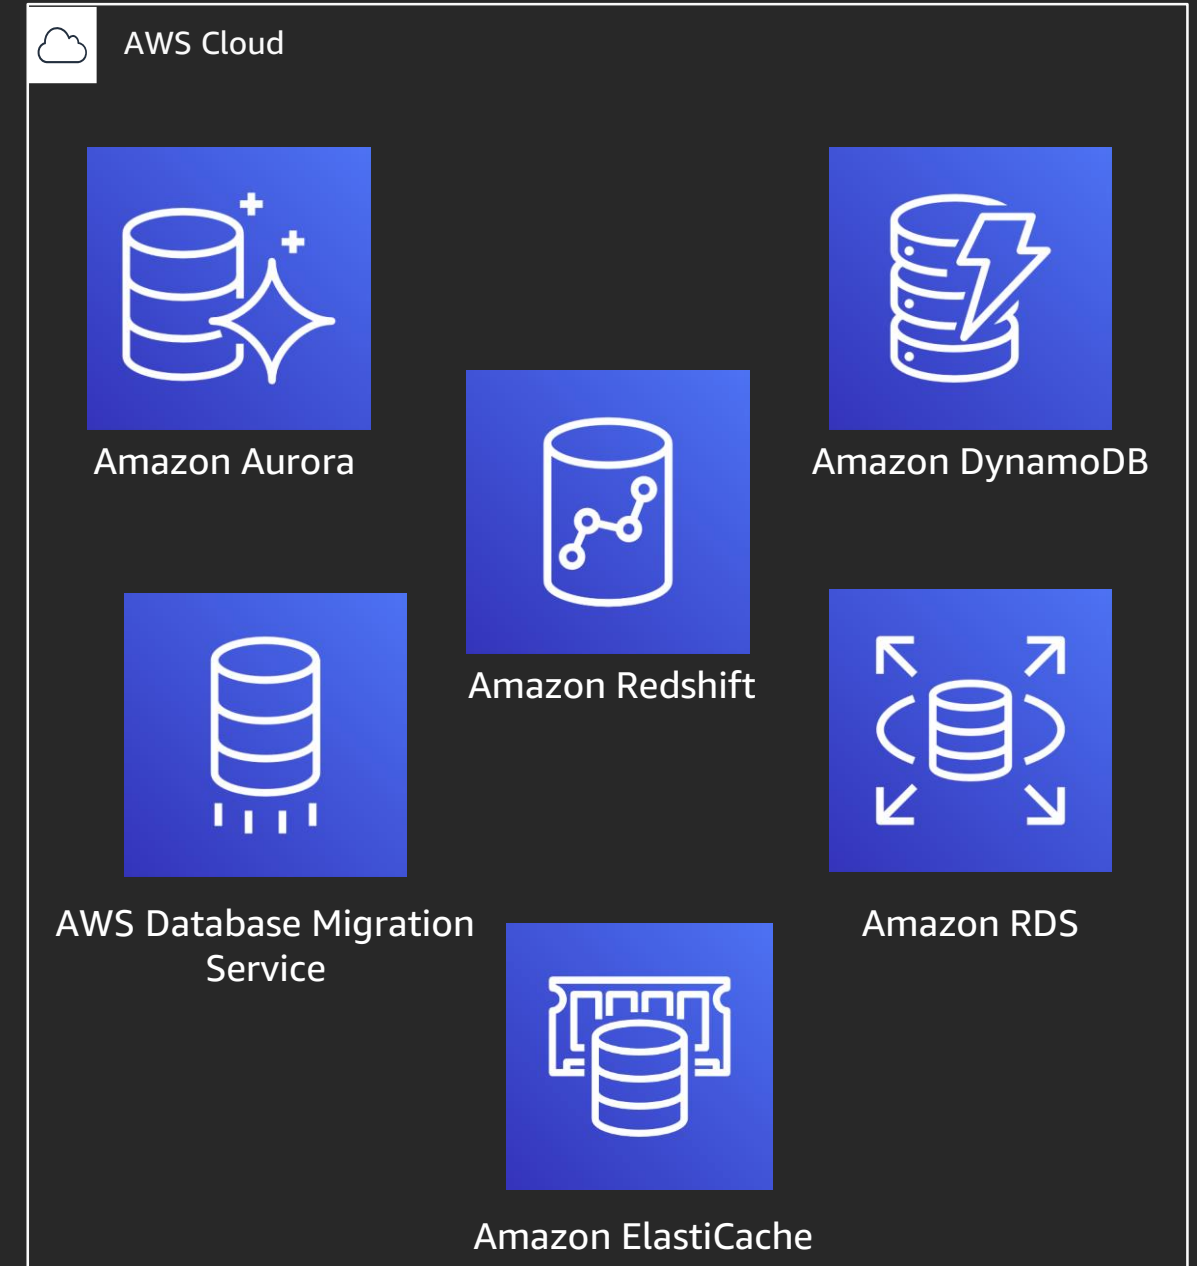 AWS Cloud
Amazon Aurora
Amazon DynamoDB
Amazon Redshift
AWS Database Migration
Service
Amazon RDS
Amazon ElastiCache